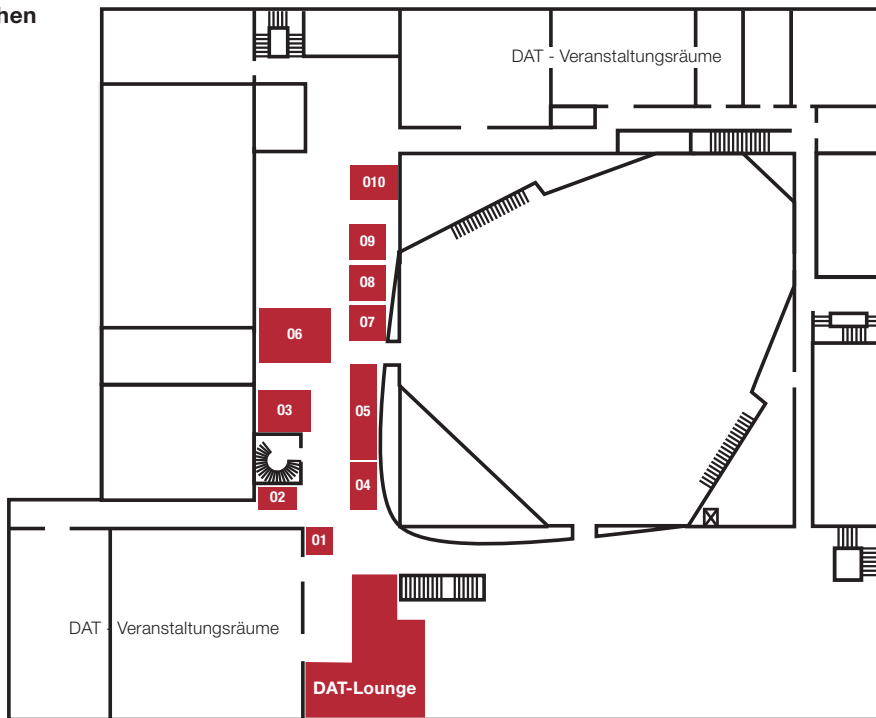 hen
DAT - Veranstaltungsräume
010
09
08
07
06
05
03
04
02
01
DAT - Veranstaltungsräume
DAT-Lounge